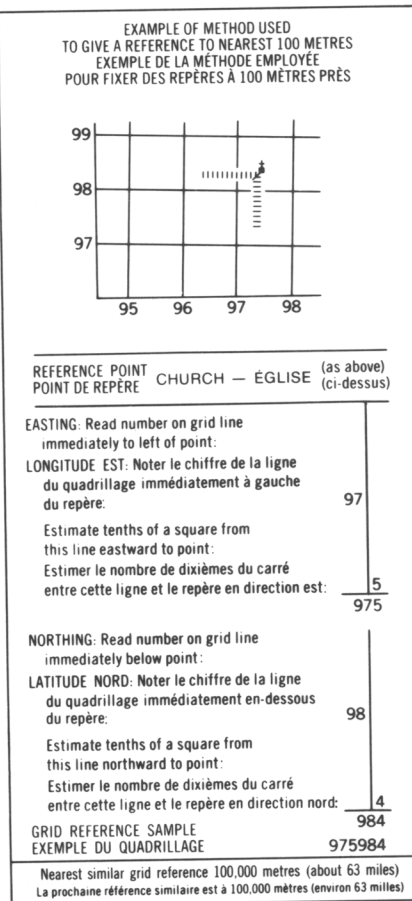 EXAMPLE OF METHOD USED
TO GIVE A REFERENCE TO NEAREST 100 METRES
EXEMPLE DE LA MÉTHODE EMPLOYÉE
POUR FIXER DES REPÈRES À 100 MÈTRES PRÈS
99
98
97
95 96 97 98
REFERENCE POINT
POINT DE REPÈRE
CHURCH — ÉGLISE
(as above)
(ci-dessus)
EASTING: Read number on grid line
immediately to left of point:
LONGITUDE EST: Noter le chiffre de la ligne
du quadrillage immédiatement à gauche
du repère: 97
Estimate tenths of a square from
this line eastward to point:
Estimer le nombre de dixièmes du carré
entre cette ligne et le repère en direction est: 5
975
NORTHING: Read number on grid line
immediately below point:
LATITUDE NORD: Noter le chiffre de la ligne
du quadrillage immédiatement en-dessous
du repère: 98
Estimate tenths of a square from
this line northward to point:
Estimer le nombre de dixièmes du carré
entre cette ligne et le repère en direction nord: 4
984
GRID REFERENCE SAMPLE
EXEMPLE DU QUADRILLAGE 975984
Nearest similar grid reference 100,000 metres (about 63 miles)
La prochaine référence similaire est à 100,000 mètres (environ 63 milles)